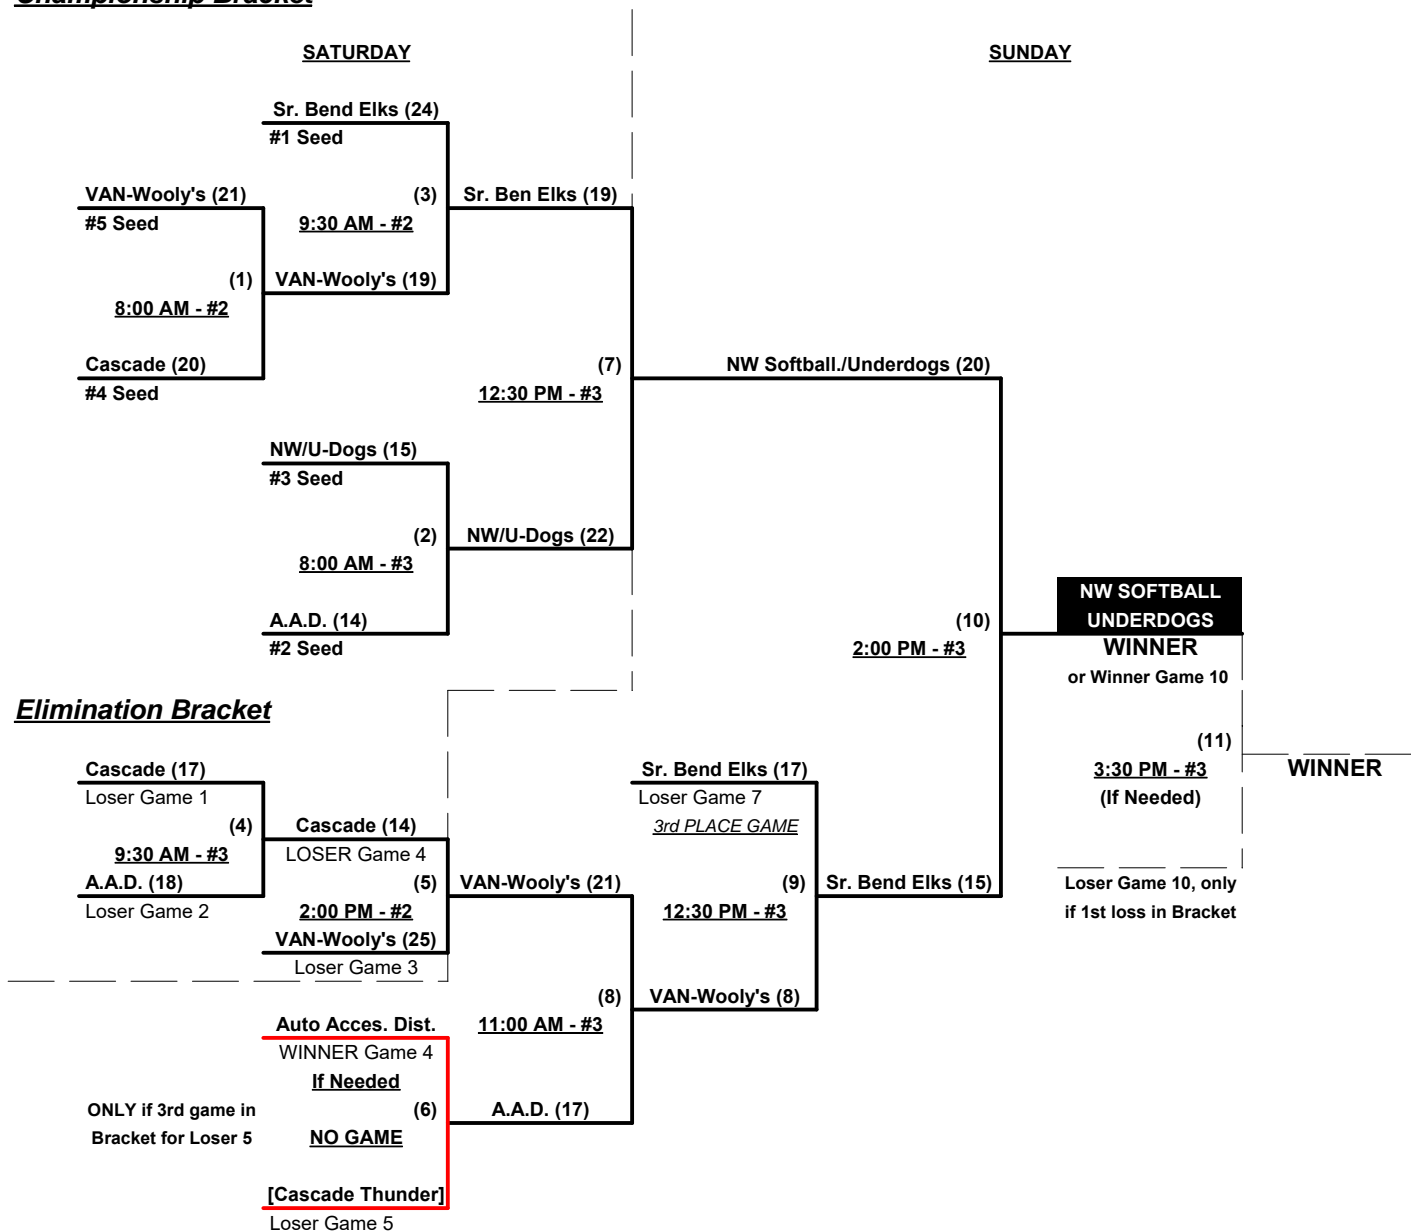 Championship Bracket
SATURDAY
SUNDAY
Sr. Bend Elks (24)
#1 Seed
VAN-Wooly's (21)
#5 Seed
(3)
9:30 AM - #2
Sr. Ben Elks (19)
(1)
8:00 AM - #2
VAN-Wooly's (19)
Cascade (20)
#4 Seed
(7)
12:30 PM - #3
NW Softball./Underdogs (20)
NW/U-Dogs (15)
#3 Seed
(2)
8:00 AM - #3
NW/U-Dogs (22)
A.A.D. (14)
#2 Seed
(10)
2:00 PM - #3
NW SOFTBALL
UNDERDOGS
WINNER
or Winner Game 10
(11)
3:30 PM - #3
(If Needed)
WINNER
Loser Game 10, only
if 1st loss in Bracket
Elimination Bracket
Cascade (17)
Loser Game 1
(4)
9:30 AM - #3
A.A.D. (18)
Loser Game 2
Cascade (14)
LOSER Game 4
(5)
2:00 PM - #2
VAN-Wooly's (25)
Loser Game 3
VAN-Wooly's (21)
Sr. Bend Elks (17)
Loser Game 7
3rd PLACE GAME
(9)
12:30 PM - #3
Sr. Bend Elks (15)
(8)
11:00 AM - #3
VAN-Wooly's (8)
Auto Acces. Dist.
WINNER Game 4
If Needed
ONLY if 3rd game in
Bracket for Loser 5
(6)
NO GAME
A.A.D. (17)
[Cascade Thunder]
Loser Game 5